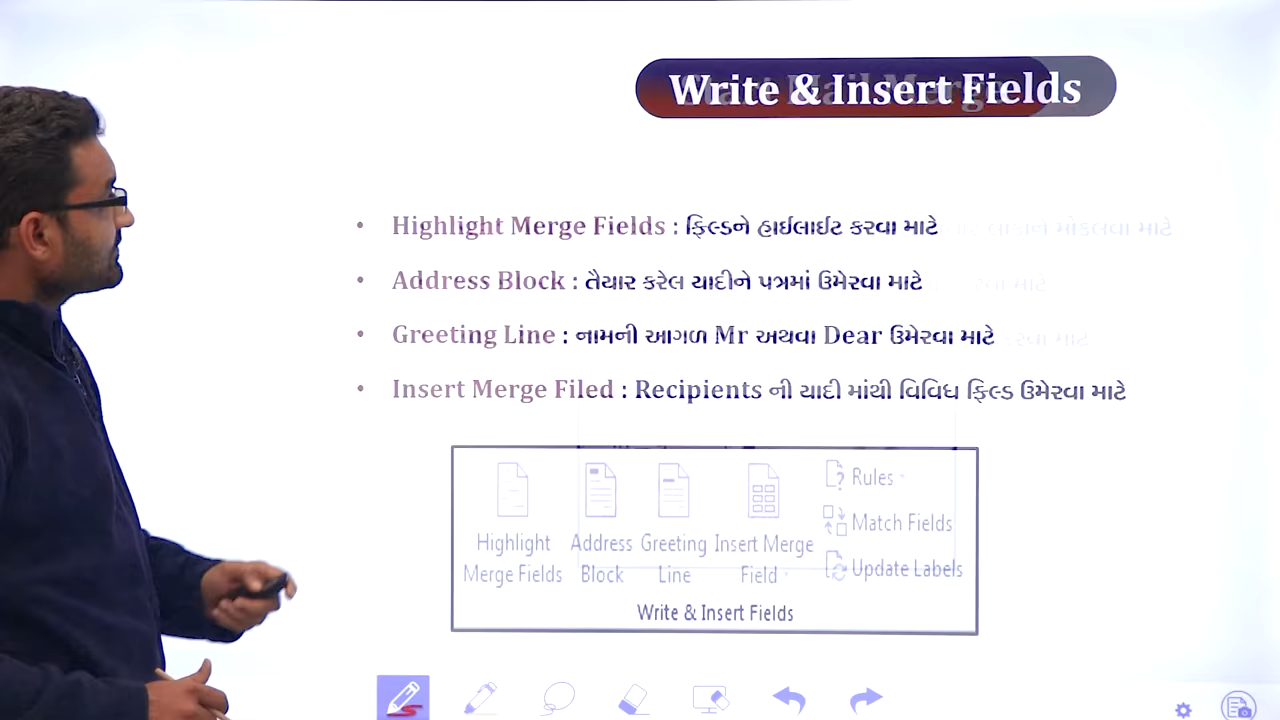 Write & Insert Fields
• Highlight Merge Fields : ફિલ્ડને હાઈલાઈટ કરવા માટે
• Address Block : તૈયાર કરેલ યાદીને પત્રમાં ઉમેરવા માટે
• Greeting Line : નામની આગળ Mr અથવા Dear ઉમેરવા માટે
• Insert Merge Filed : Recipients ની યાદી માંથી વિવિધ ફિલ્ડ ઉમેરવા માટે
Highlight Merge Fields
Address Block
Greeting Line
Insert Merge Field
Rules
Match Fields
Update Labels
Write & Insert Fields